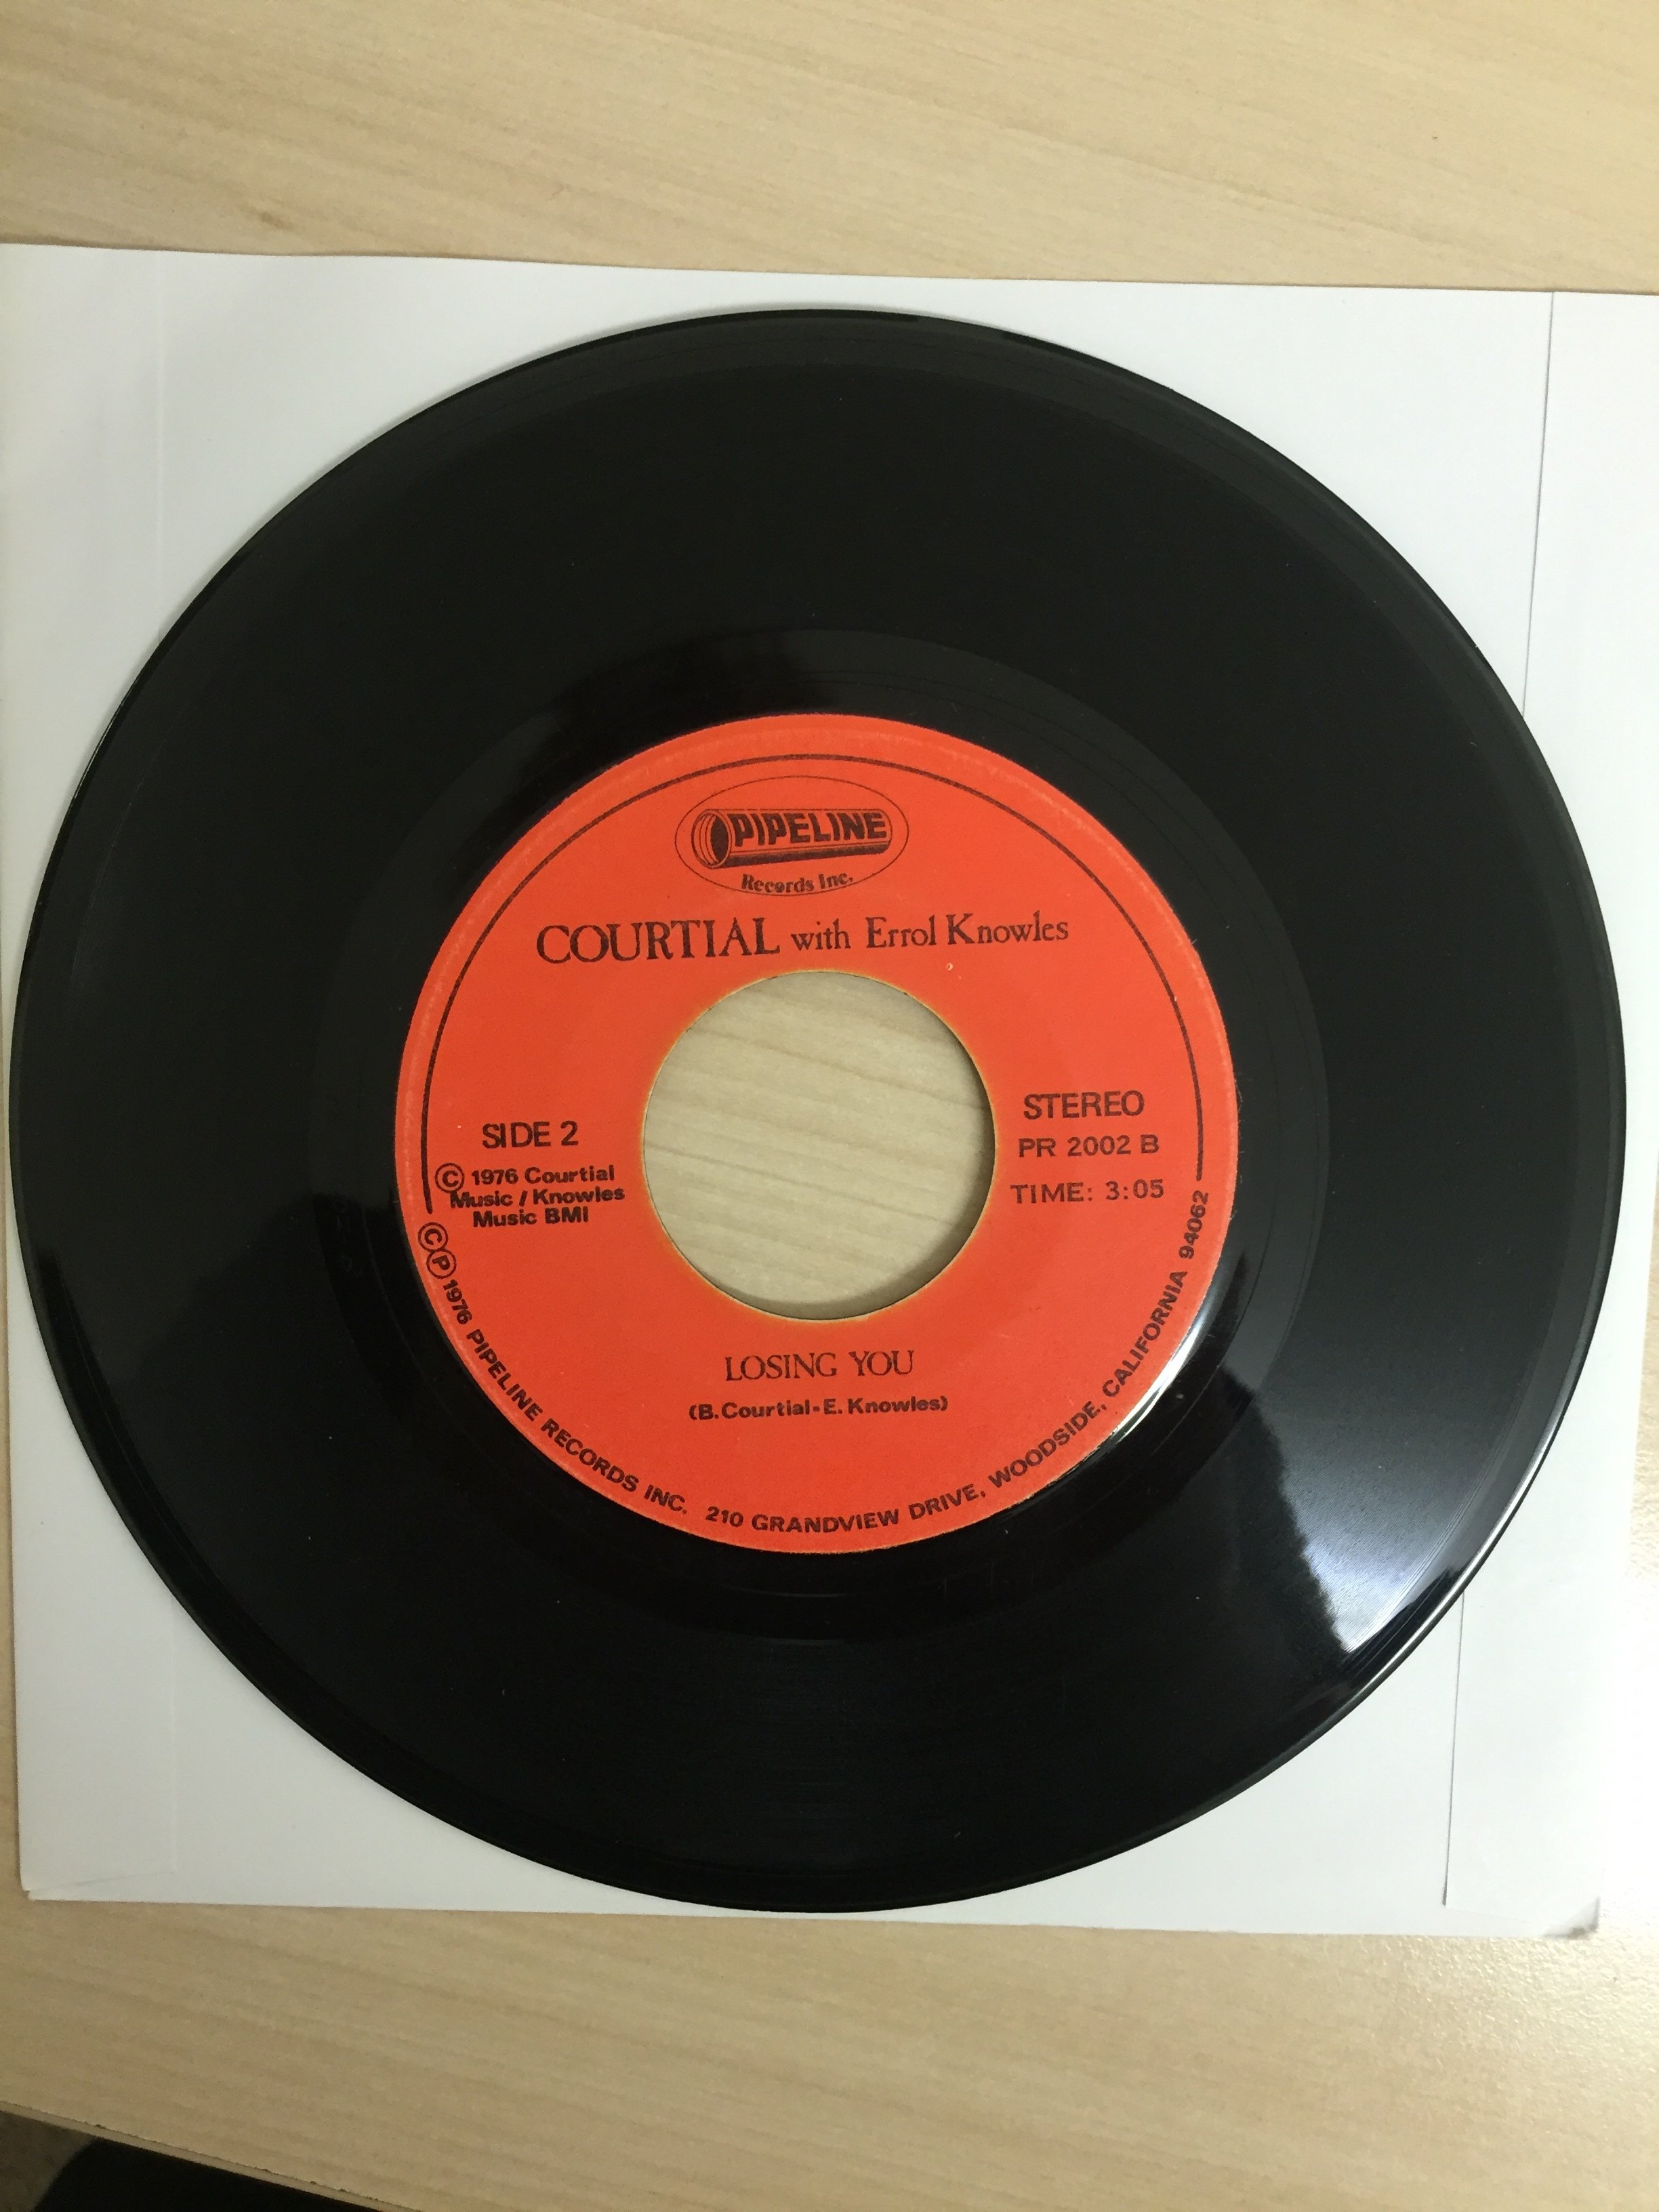 PIPELINE
Records Inc.
COURTIAL with Errol Knowles
SIDE 2
© 1976 Courtial
Music / Knowles
Music BMI
STEREO
PR 2002 B
TIME: 3:05
LOSING YOU
(B. Courtial - E. Knowles)
© ℗ 1976 PIPELINE RECORDS INC. 210 GRANDVIEW DRIVE, WOODSIDE, CALIFORNIA 94062